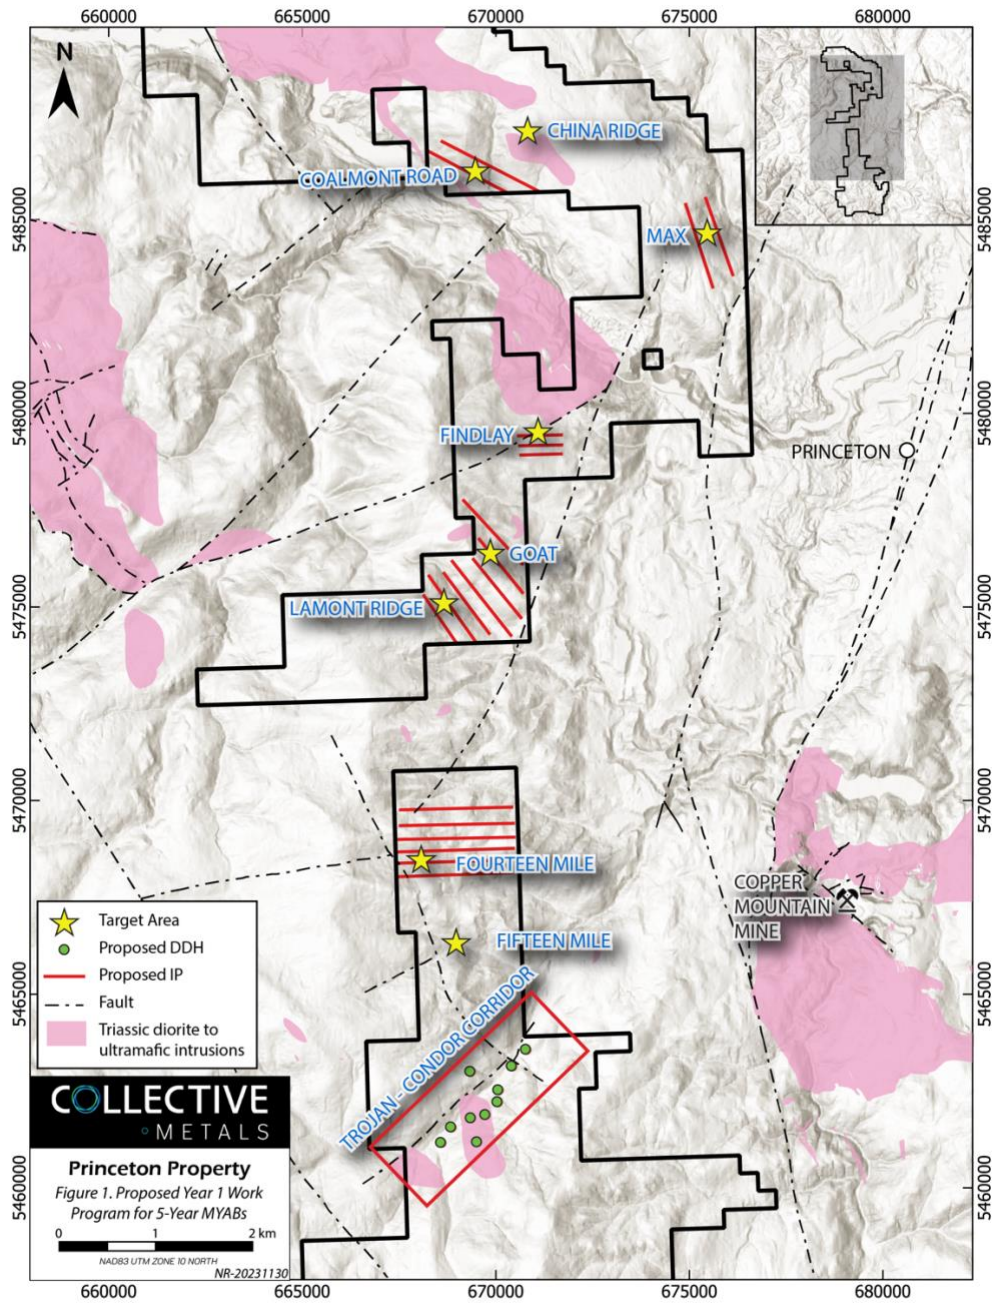 660000
665000
670000
675000
680000
N
CHINA RIDGE
COALMONT ROAD
MAX
5485000
5485000
FINDLAY
5480000
5480000
PRINCETON
GOAT
LAMONT RIDGE
5475000
5475000
5470000
5470000
FOURTEEN MILE
COPPER
MOUNTAIN
MINE
FIFTEEN MILE
Target Area
Proposed DDH
Proposed IP
Fault
Triassic diorite to
ultramafic intrusions
5465000
5465000
TROJAN - CONDOR CORRIDOR
COLLECTIVE
METALS
Princeton Property
Figure 1. Proposed Year 1 Work
Program for 5-Year MYABs
0 1 2 km
NAD83 UTM ZONE 10 NORTH
NR-20231130
5460000
5460000
660000
665000
670000
675000
680000